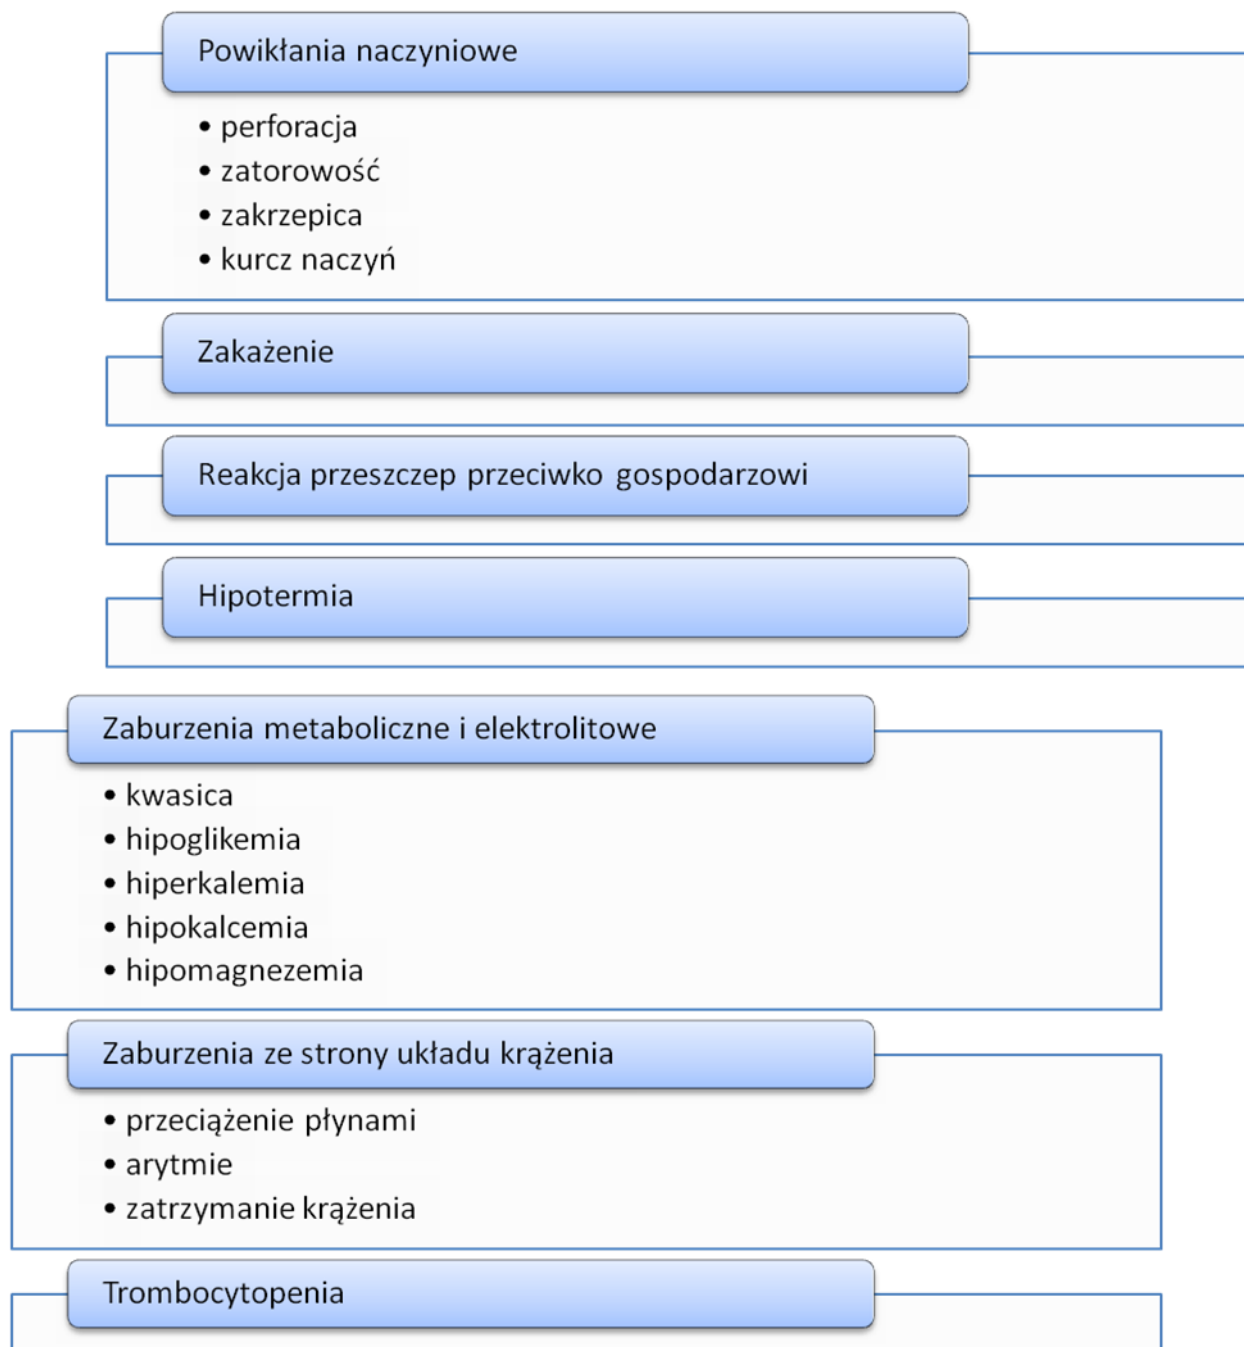 Powikłania naczyniowe
• perforacja
• zatorowość
• zakrzepica
• kurcz naczyń
Zakażenie
Reakcja przeszczep przeciwko gospodarzowi
Hipotermia
Zaburzenia metaboliczne i elektrolitowe
• kwasica
• hipoglikemia
• hiperkalemia
• hipokalcemia
• hipomagnezemia
Zaburzenia ze strony układu krążenia
• przeciążenie płynami
• arytmie
• zatrzymanie krążenia
Trombocytopenia